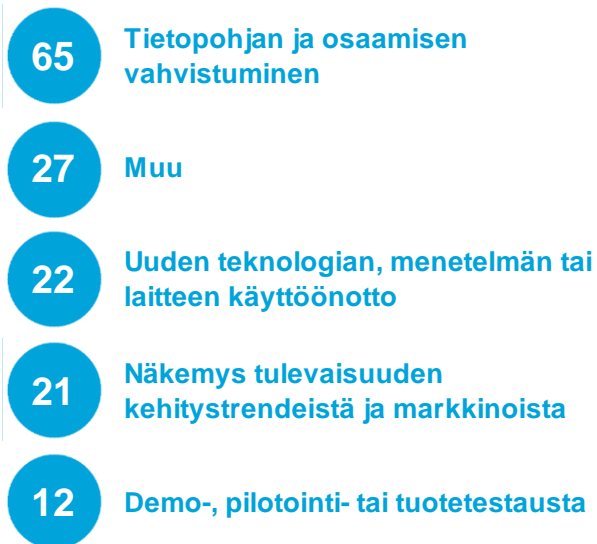 65
Tietopohjan ja osaamisen
vahvistuminen
27
Muu
22
Uuden teknologian, menetelmän tai
laitteen käyttöönotto
21
Näkemys tulevaisuuden
kehitystrendeistä ja markkinoista
12
Demo-, pilotointi- tai tuotetestausta